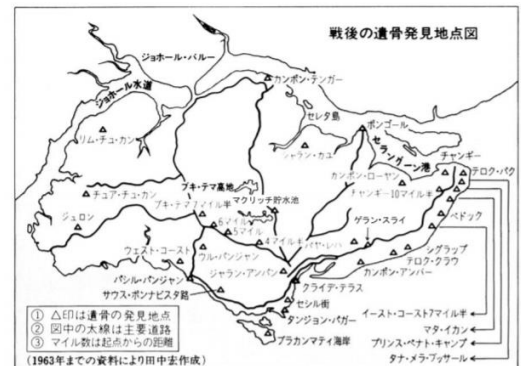 戦後の遺骨発見地点図
ジョホール・バルー
ジョホール水道
カンポン・テンガー
セレタ島
ポンゴール
リム・チュ・カン
ジャラン・カユ
セラングーン港
チャンギー
テロク・パク
カンポン・ローヤン
チャンギー10マイル半
チュア・チュ・カン
ブキ・テマ高地
マクリッチ貯水池
ブキ・テマ7マイル半
6マイル
5マイル
4マイル半
パヤ・レバ
ゲラン・スライ
ベドック
ジュロン
ウェスト・コースト
ウル・パンジャン
シグラップ
テロク・クラウ
カンポン・アンバー
ジャラン・アンパン
パシル・パンジャン
サウス・ボンナビスタ路
クライデ・テラス
セシル街
タンジョン・パガー
ブラカンマティ海岸
イースト・コースト7マイル半
マタ・イカン
プリンス・ペナト・キャンプ
タナ・メラ・ブッサール
① △印は遺骨の発見地点
② 図中の太線は主要道路
③ マイル数は起点からの距離
(1963年までの資料により田中宏作成)